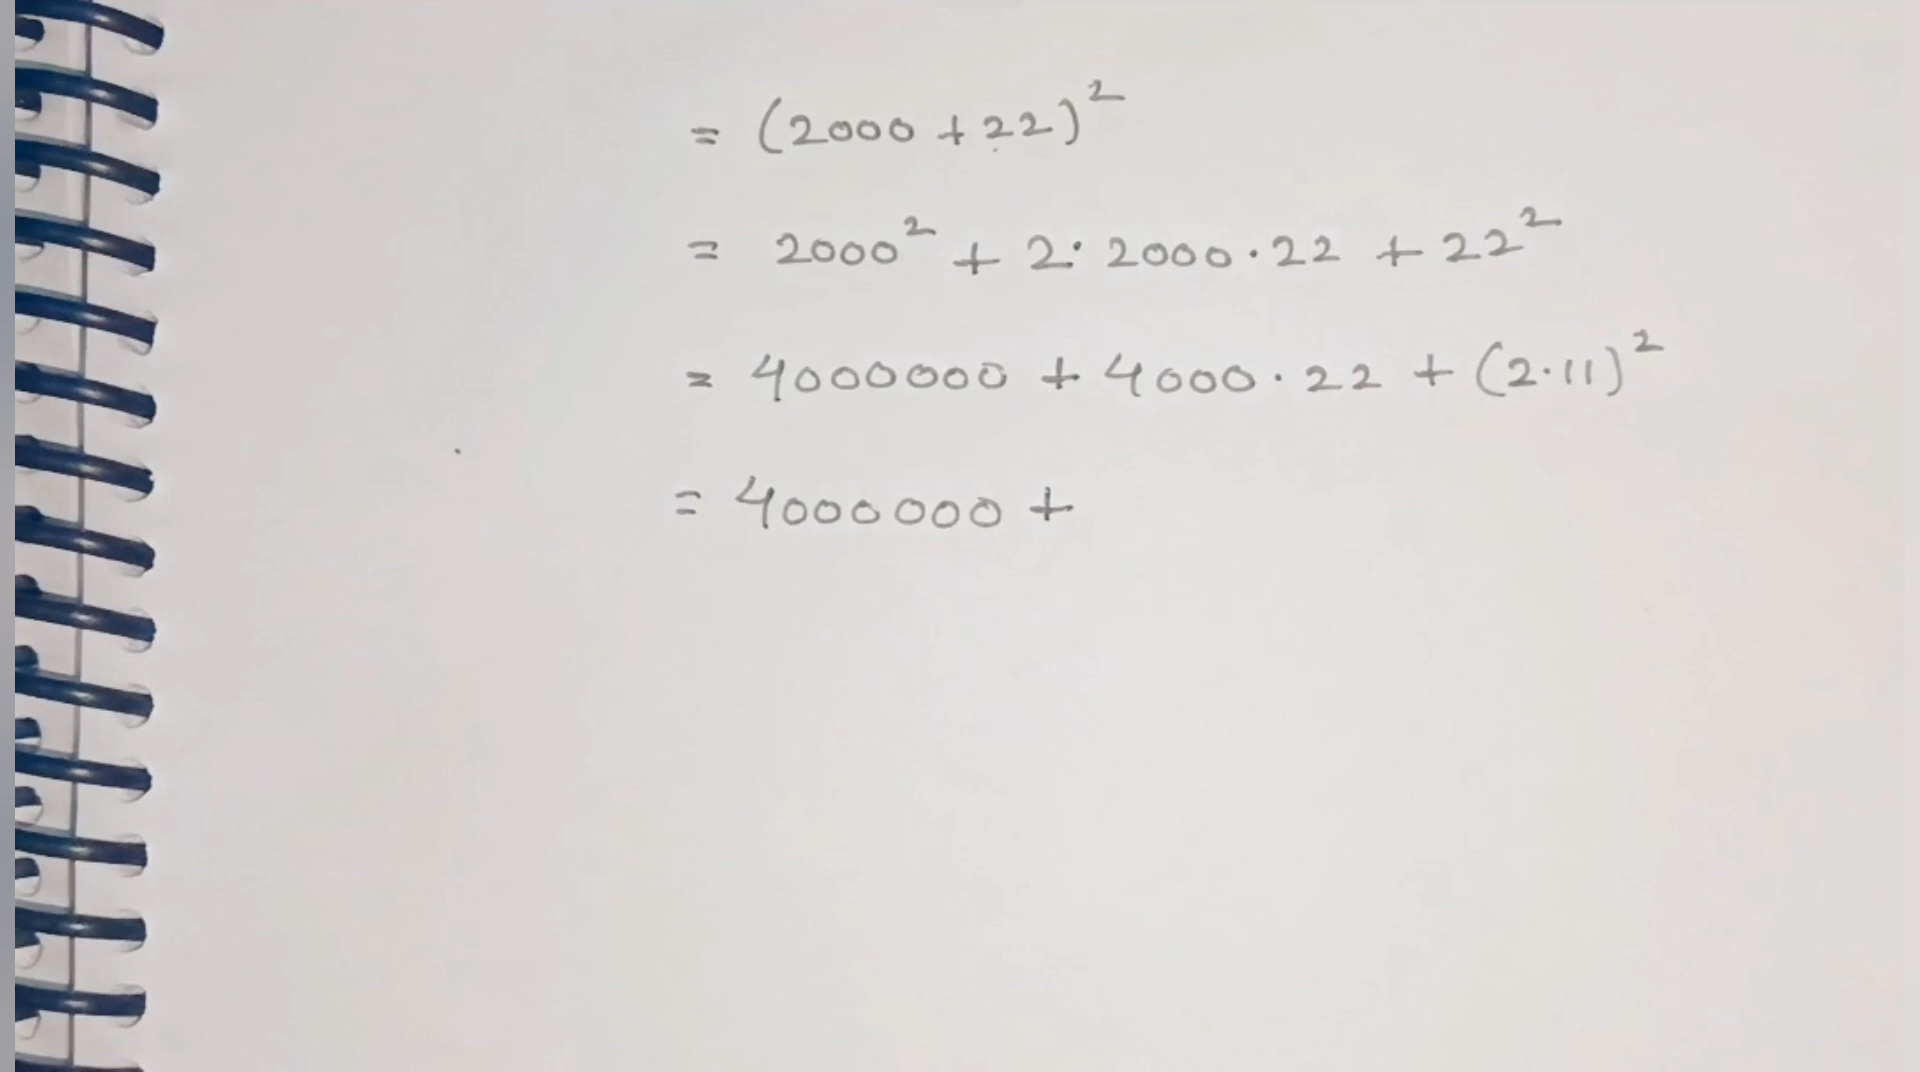 = (2000 + 22)²
= 2000² + 2·2000·22 + 22²
= 4000000 + 4000·22 + (2·11)²
= 4000000 +